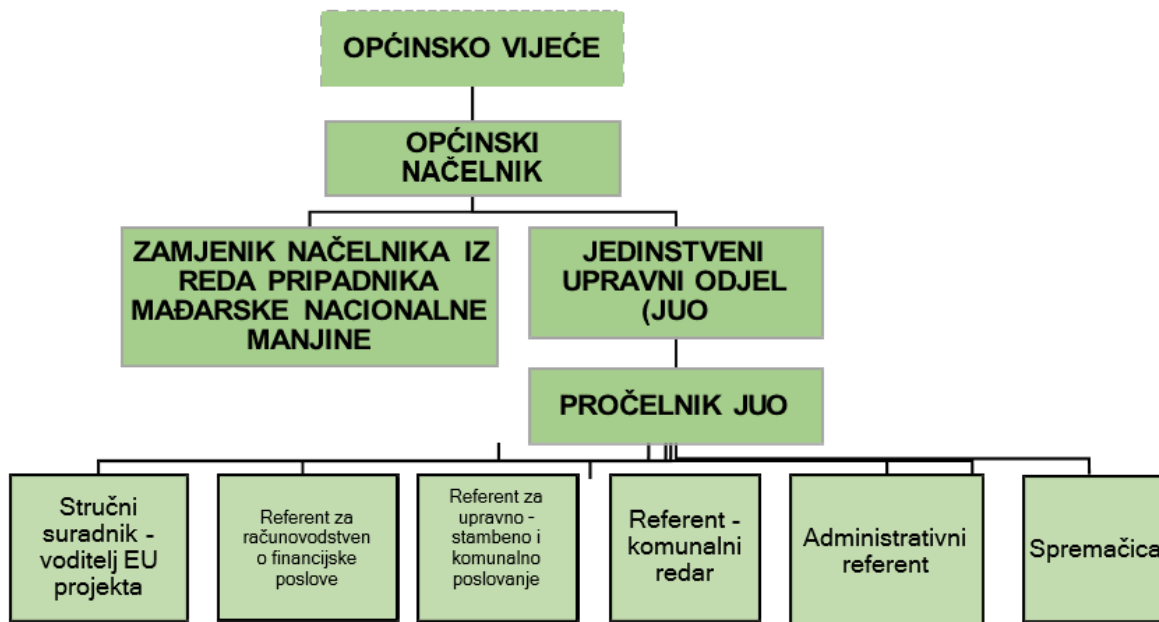 OPĆINSKO VIJEĆE
OPĆINSKI
NAČELNIK
ZAMJENIK NAČELNIKA IZ
REDA PRIPADNIKA
MAĐARSKE NACIONALNE
MANJINE
JEDINSTVENI
UPRAVNI ODJEL
(JUO
PROČELNIK JUO
Stručni
suradnik -
voditelj EU
projekta
Referent za
računovodstven
o financijske
poslove
Referent za
upravno -
stambeno i
komunalno
poslovanje
Referent -
komunalni
redar
Administrativni
referent
Spremačica